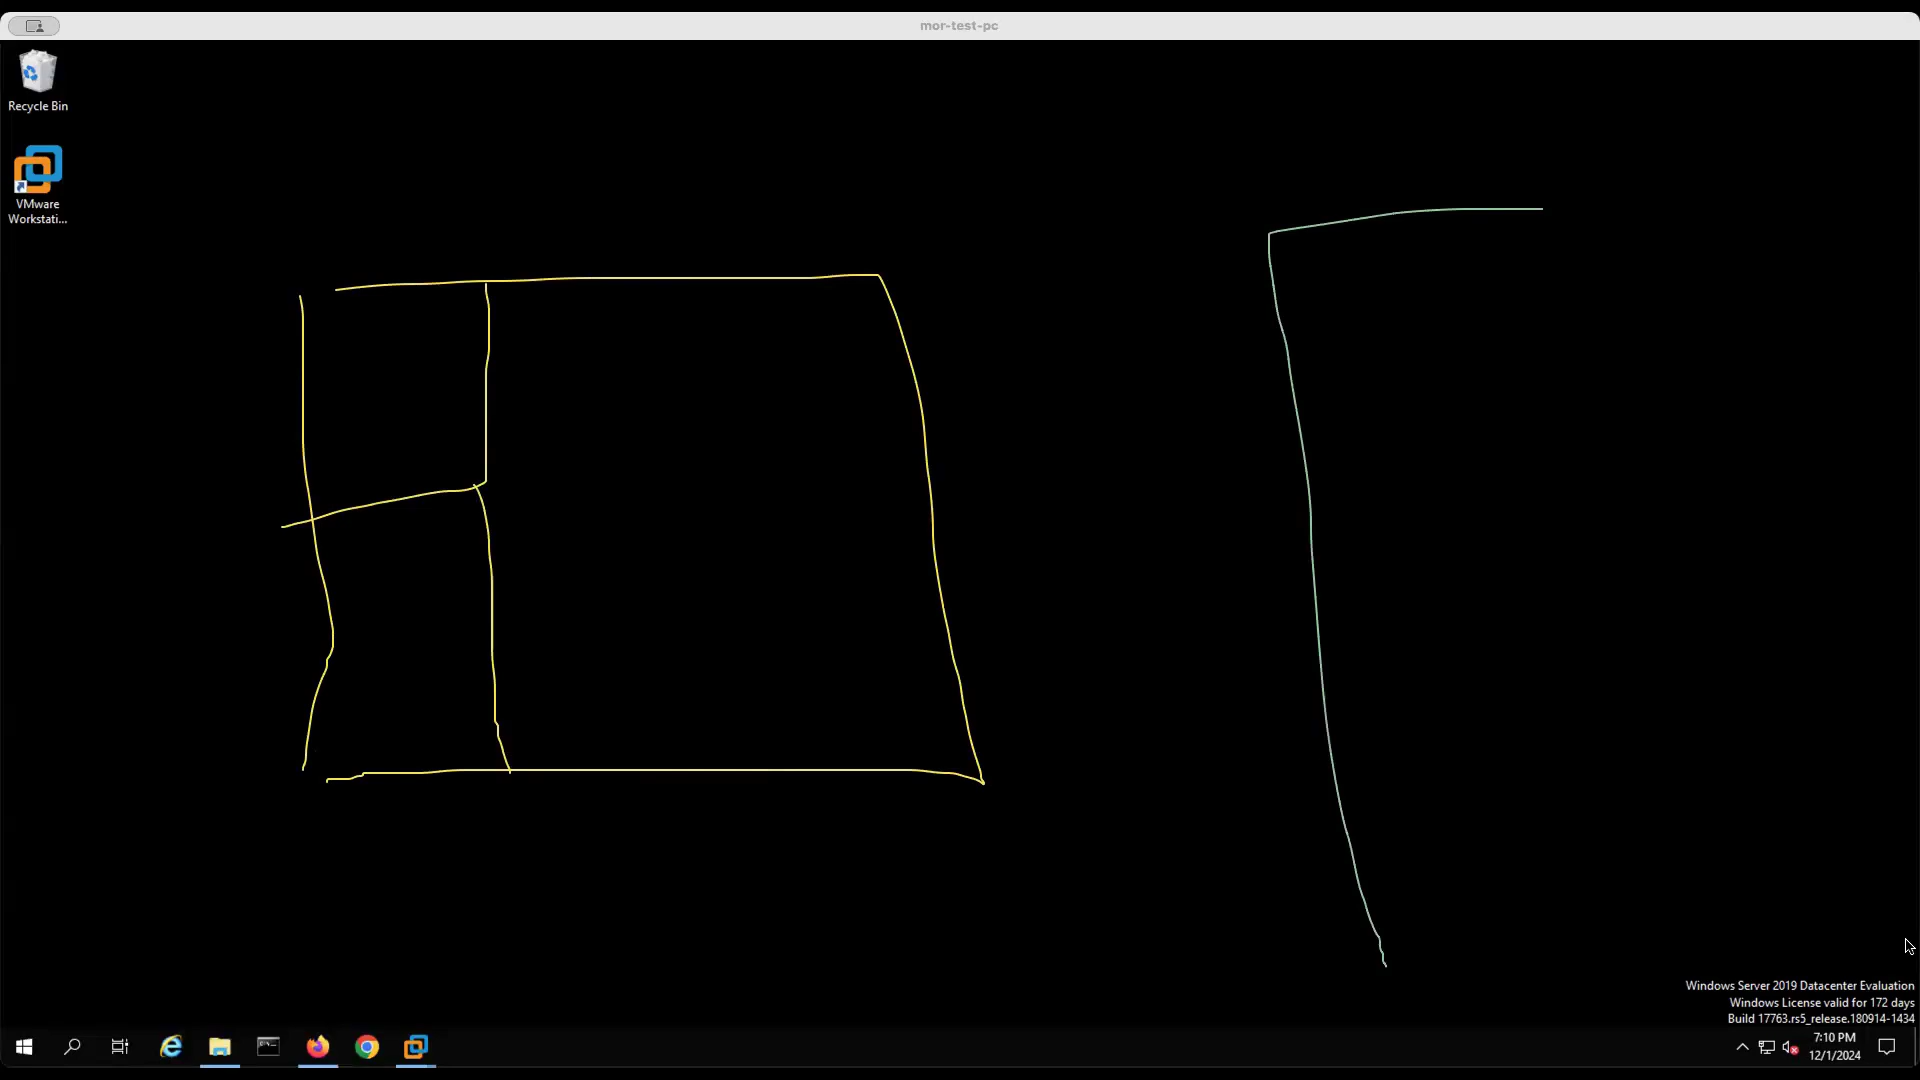 mor-test-pc
Recycle Bin
VMware
Workstati...
Windows Server 2019 Datacenter Evaluation
Windows License valid for 172 days
Build 17763.rs5_release.180914-1434
7:10 PM
12/1/2024